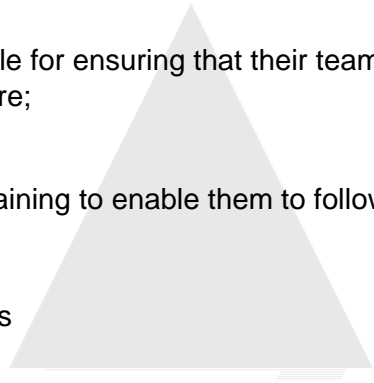 le for ensuring that their team
re;
aining to enable them to follow
s